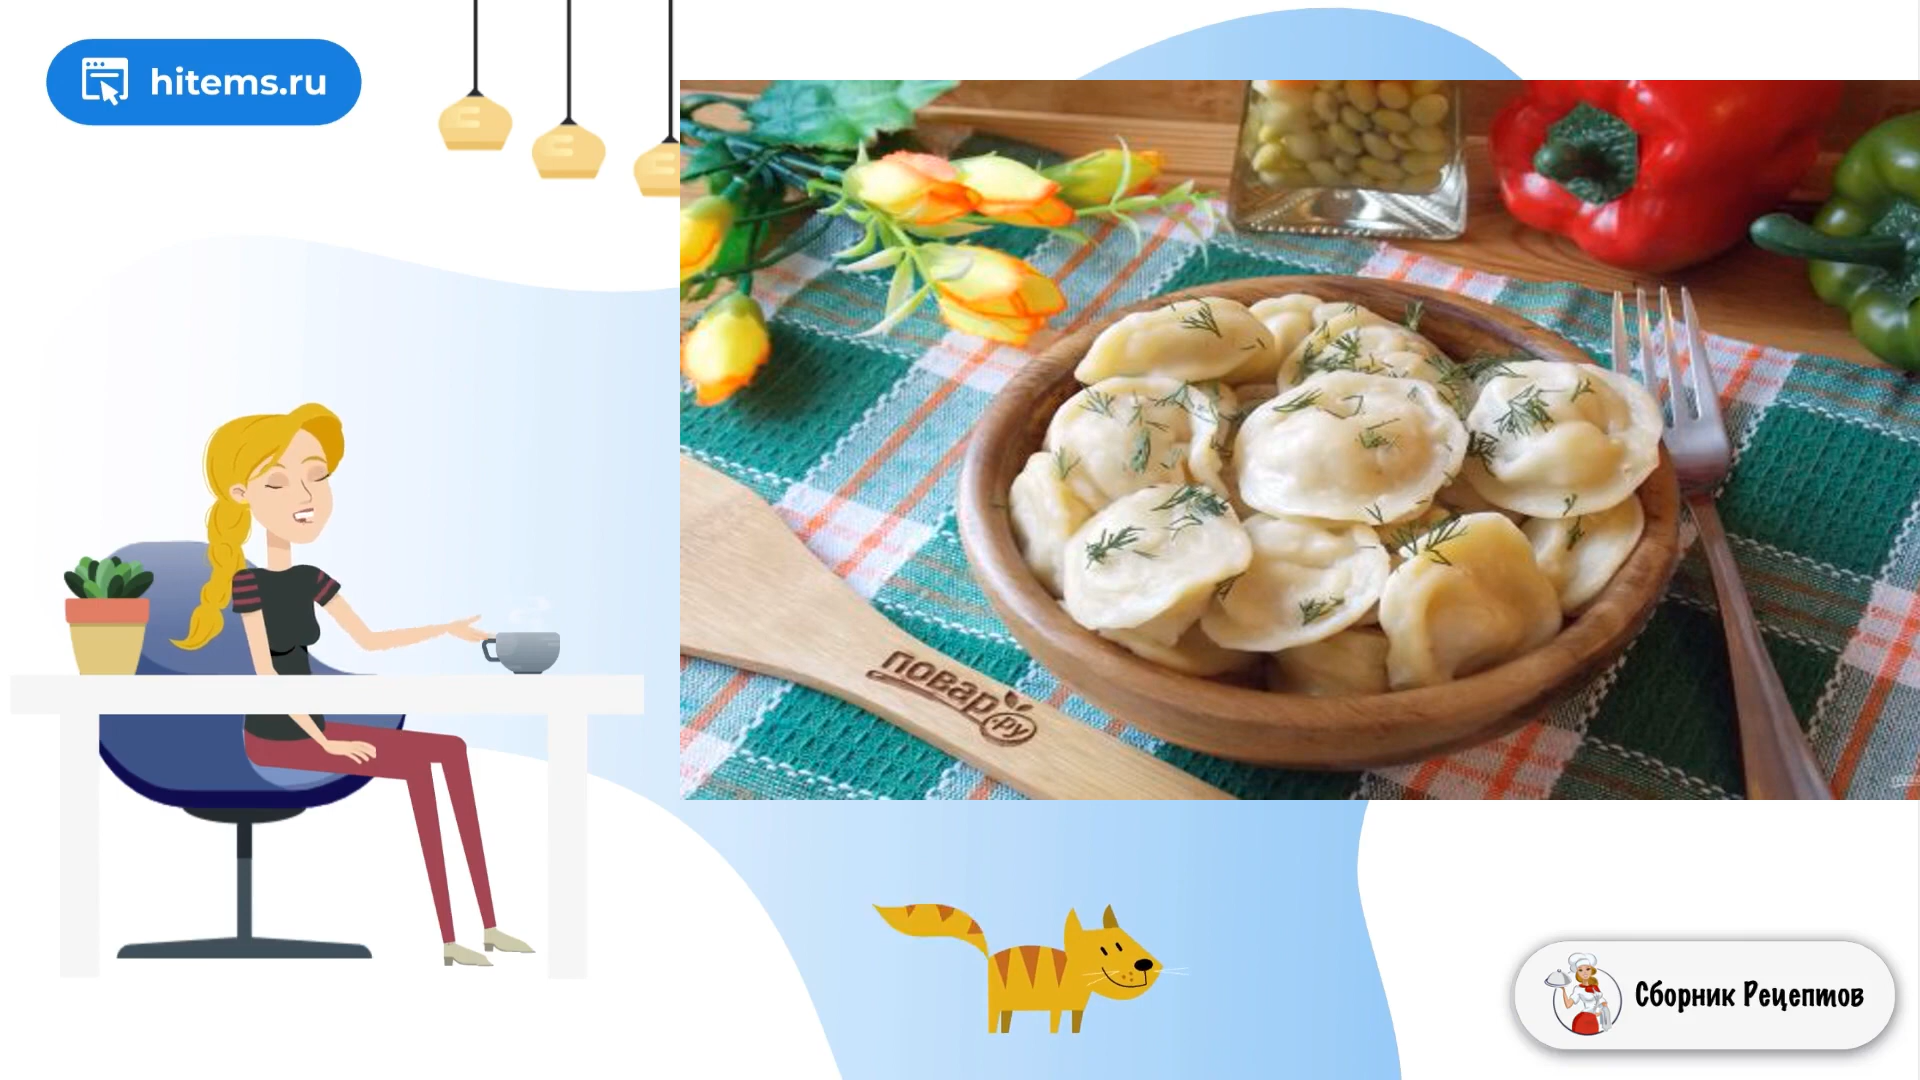 hitems.ru
повар
.ру
Сборник Рецептов